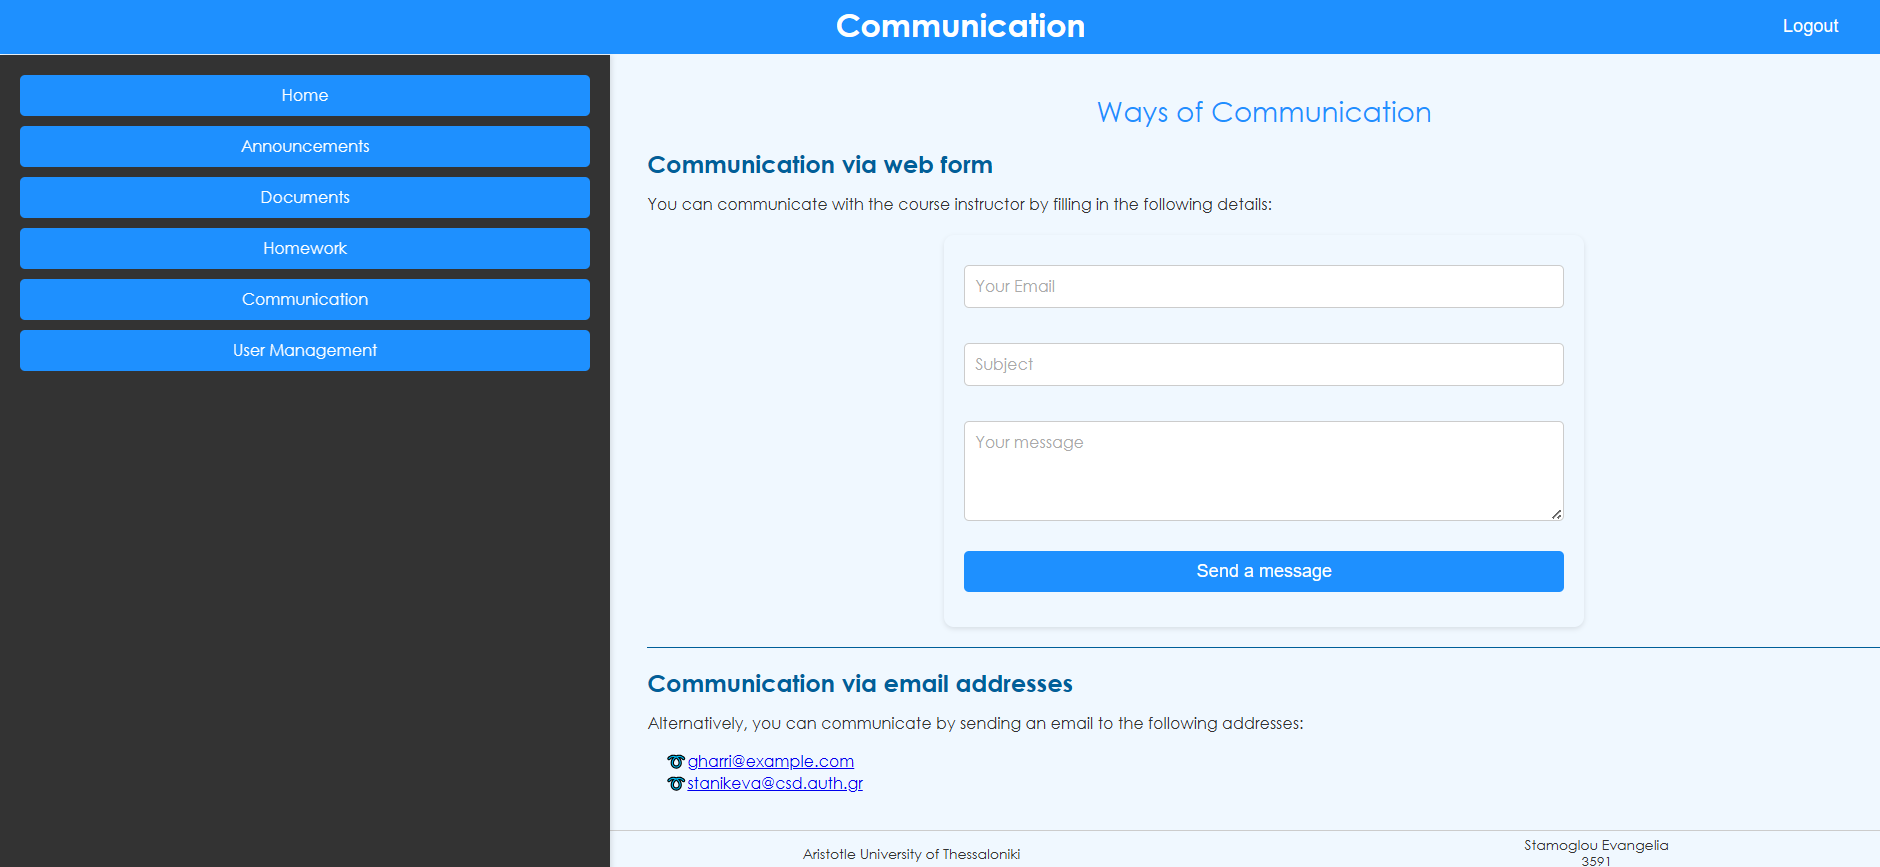 Communication
Logout
Home
Announcements
Documents
Homework
Communication
User Management
Ways of Communication
Communication via web form
You can communicate with the course instructor by filling in the following details:
Your Email
Subject
Your message
Send a message
Communication via email addresses
Alternatively, you can communicate by sending an email to the following addresses:
gharri@example.com
stanikeva@csd.auth.gr
Aristotle University of Thessaloniki
Stamoglou Evangelia
3591